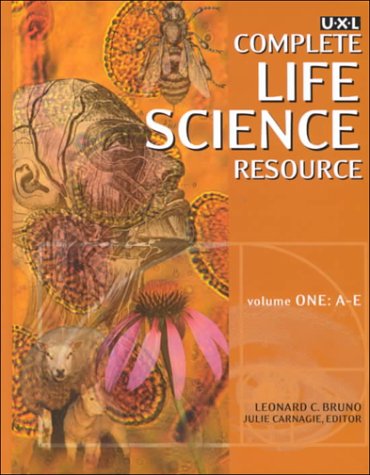 U·X·L
COMPLETE
LIFE
SCIENCE
RESOURCE
volume ONE: A-E
LEONARD C. BRUNO
JULIE CARNAGIE, EDITOR